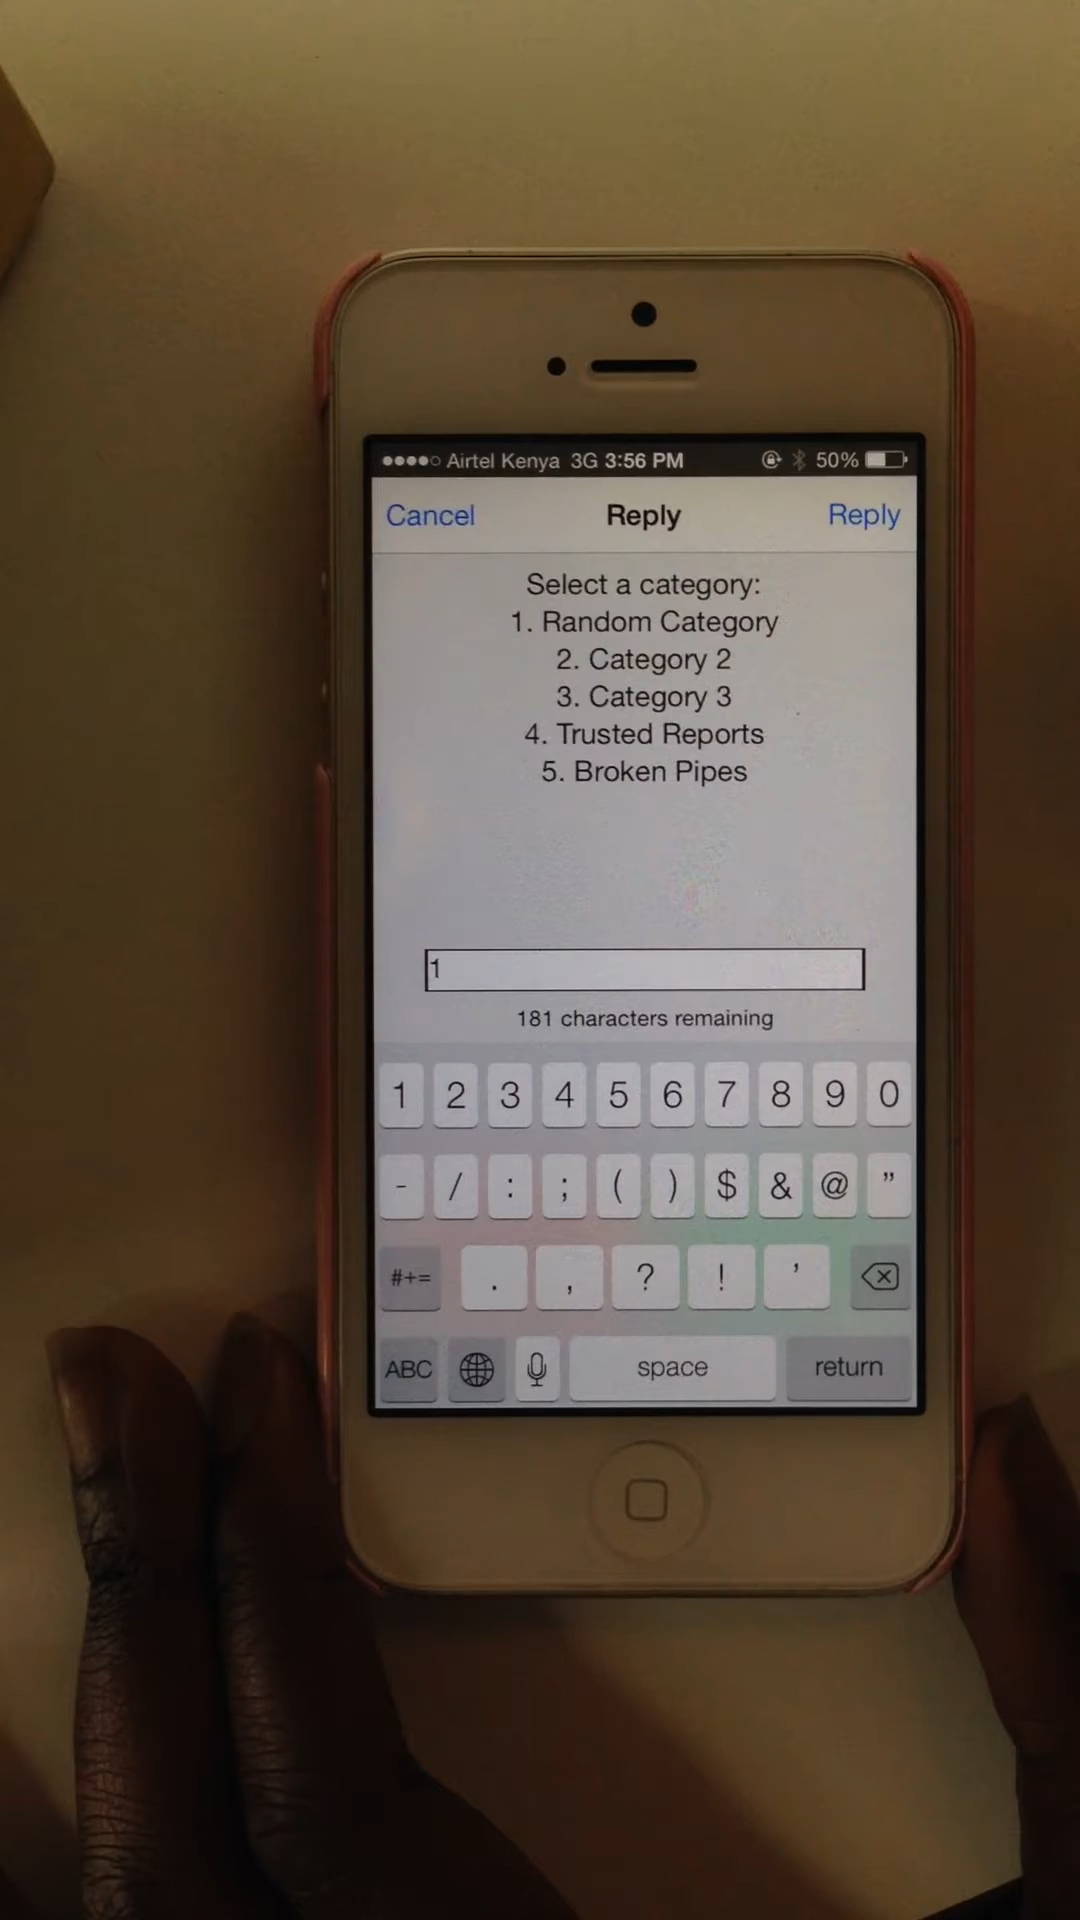 Airtel Kenya 3G 3:56 PM 50%
Cancel Reply Reply
Select a category:
1. Random Category
2. Category 2
3. Category 3
4. Trusted Reports
5. Broken Pipes
1
181 characters remaining
1 2 3 4 5 6 7 8 9 0
- / : ; ( ) $ & @ ”
#+= . , ? ! ’
ABC space return